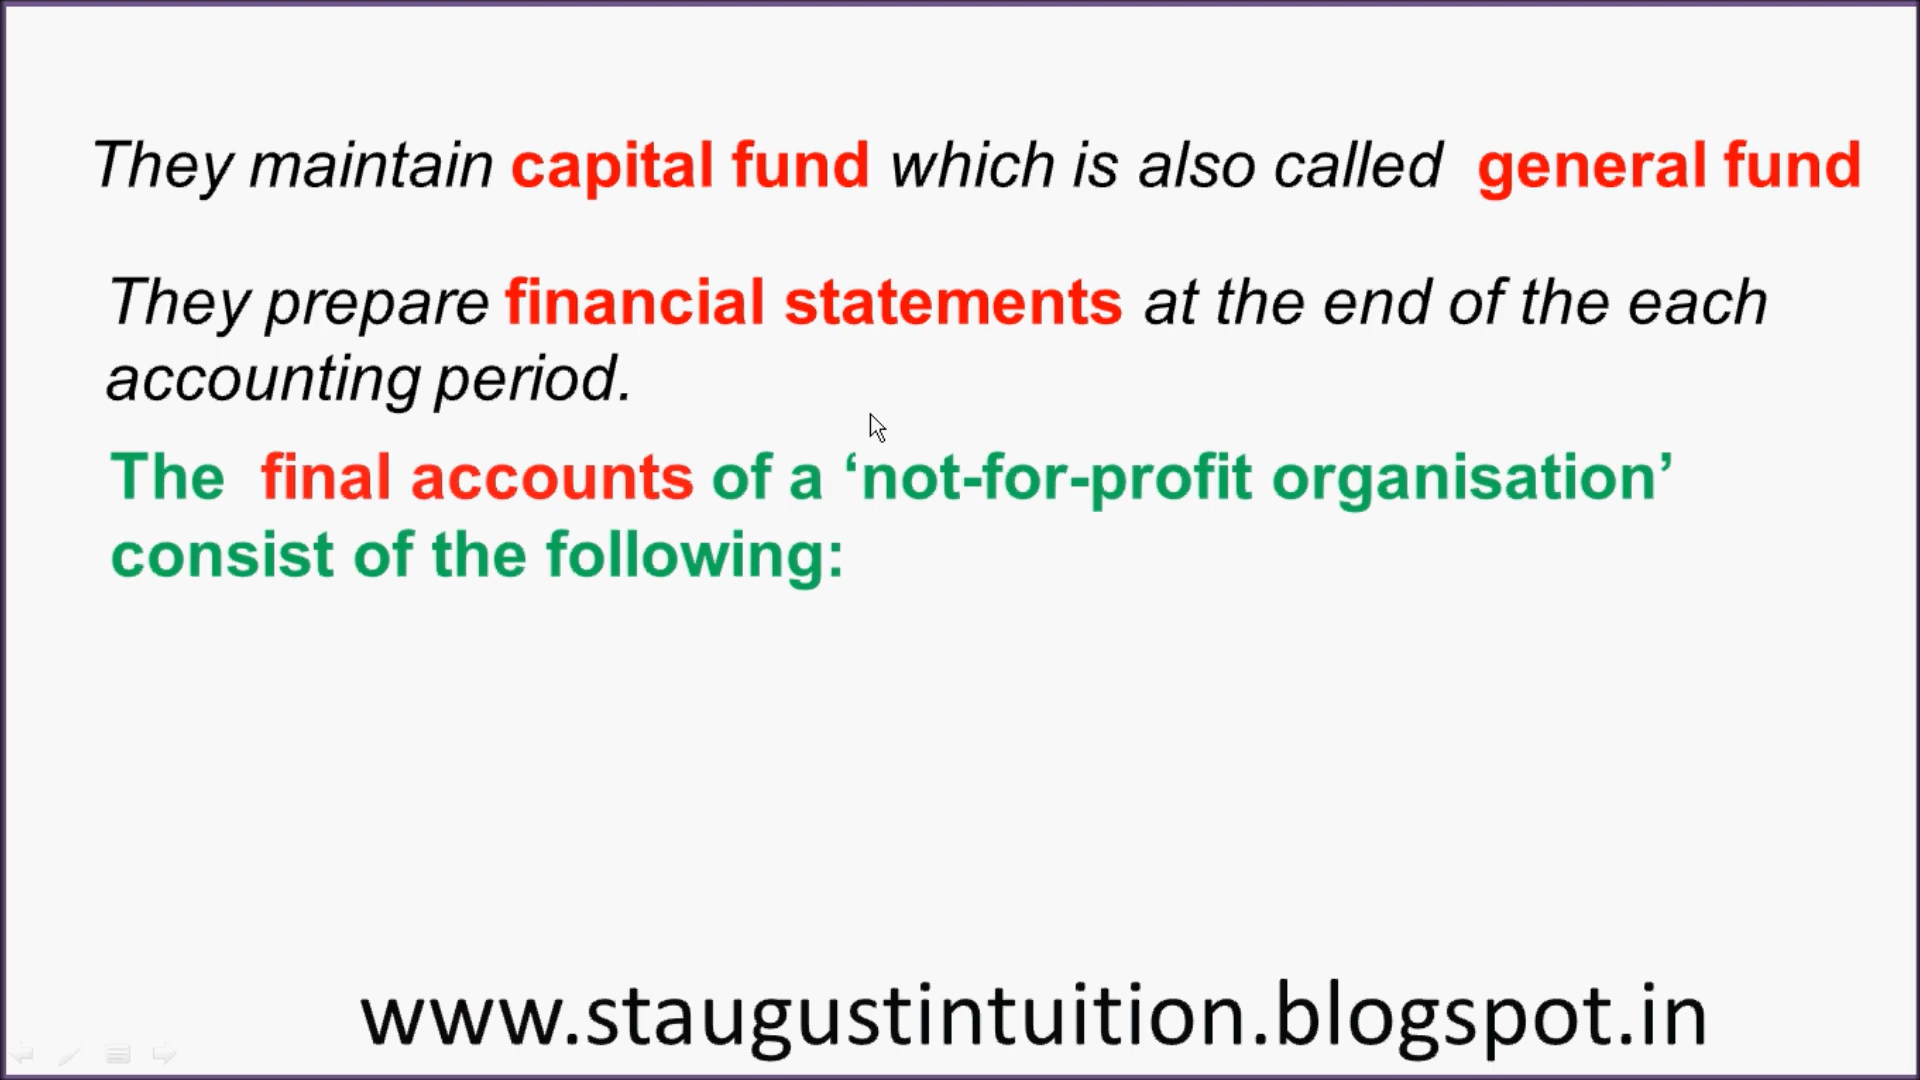 They maintain capital fund which is also called general fund
They prepare financial statements at the end of the each
accounting period.
The final accounts of a ‘not-for-profit organisation’
consist of the following:
www.staugustintuition.blogspot.in